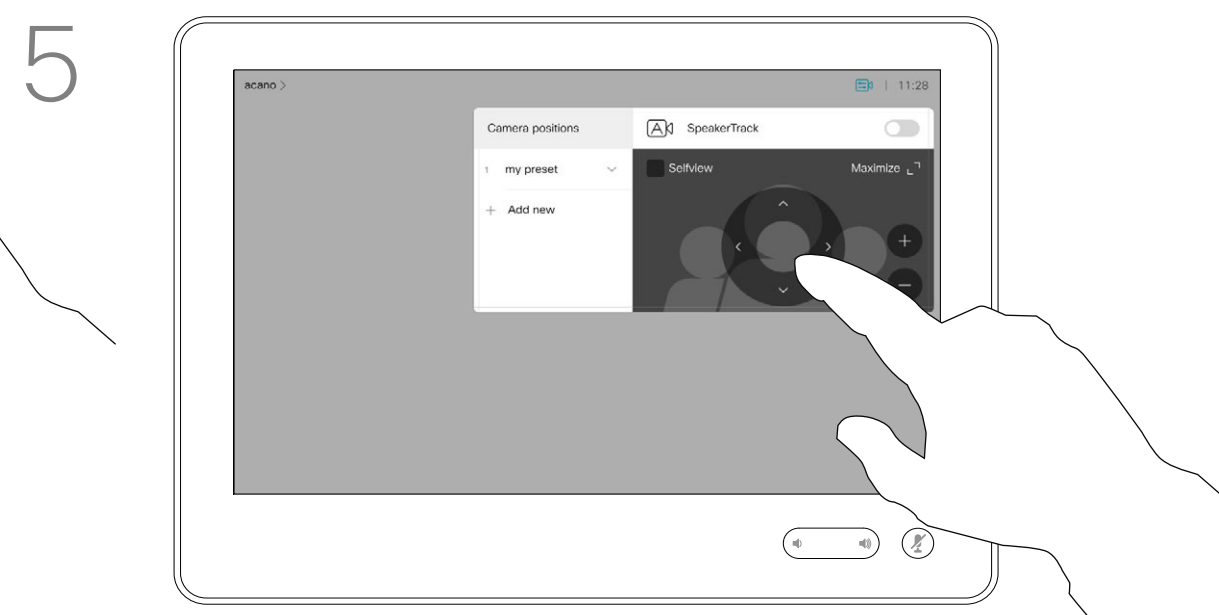 5
acano >
11:28
Camera positions
A SpeakerTrack
1 my preset
Selfview
Maximize
+ Add new
+
−